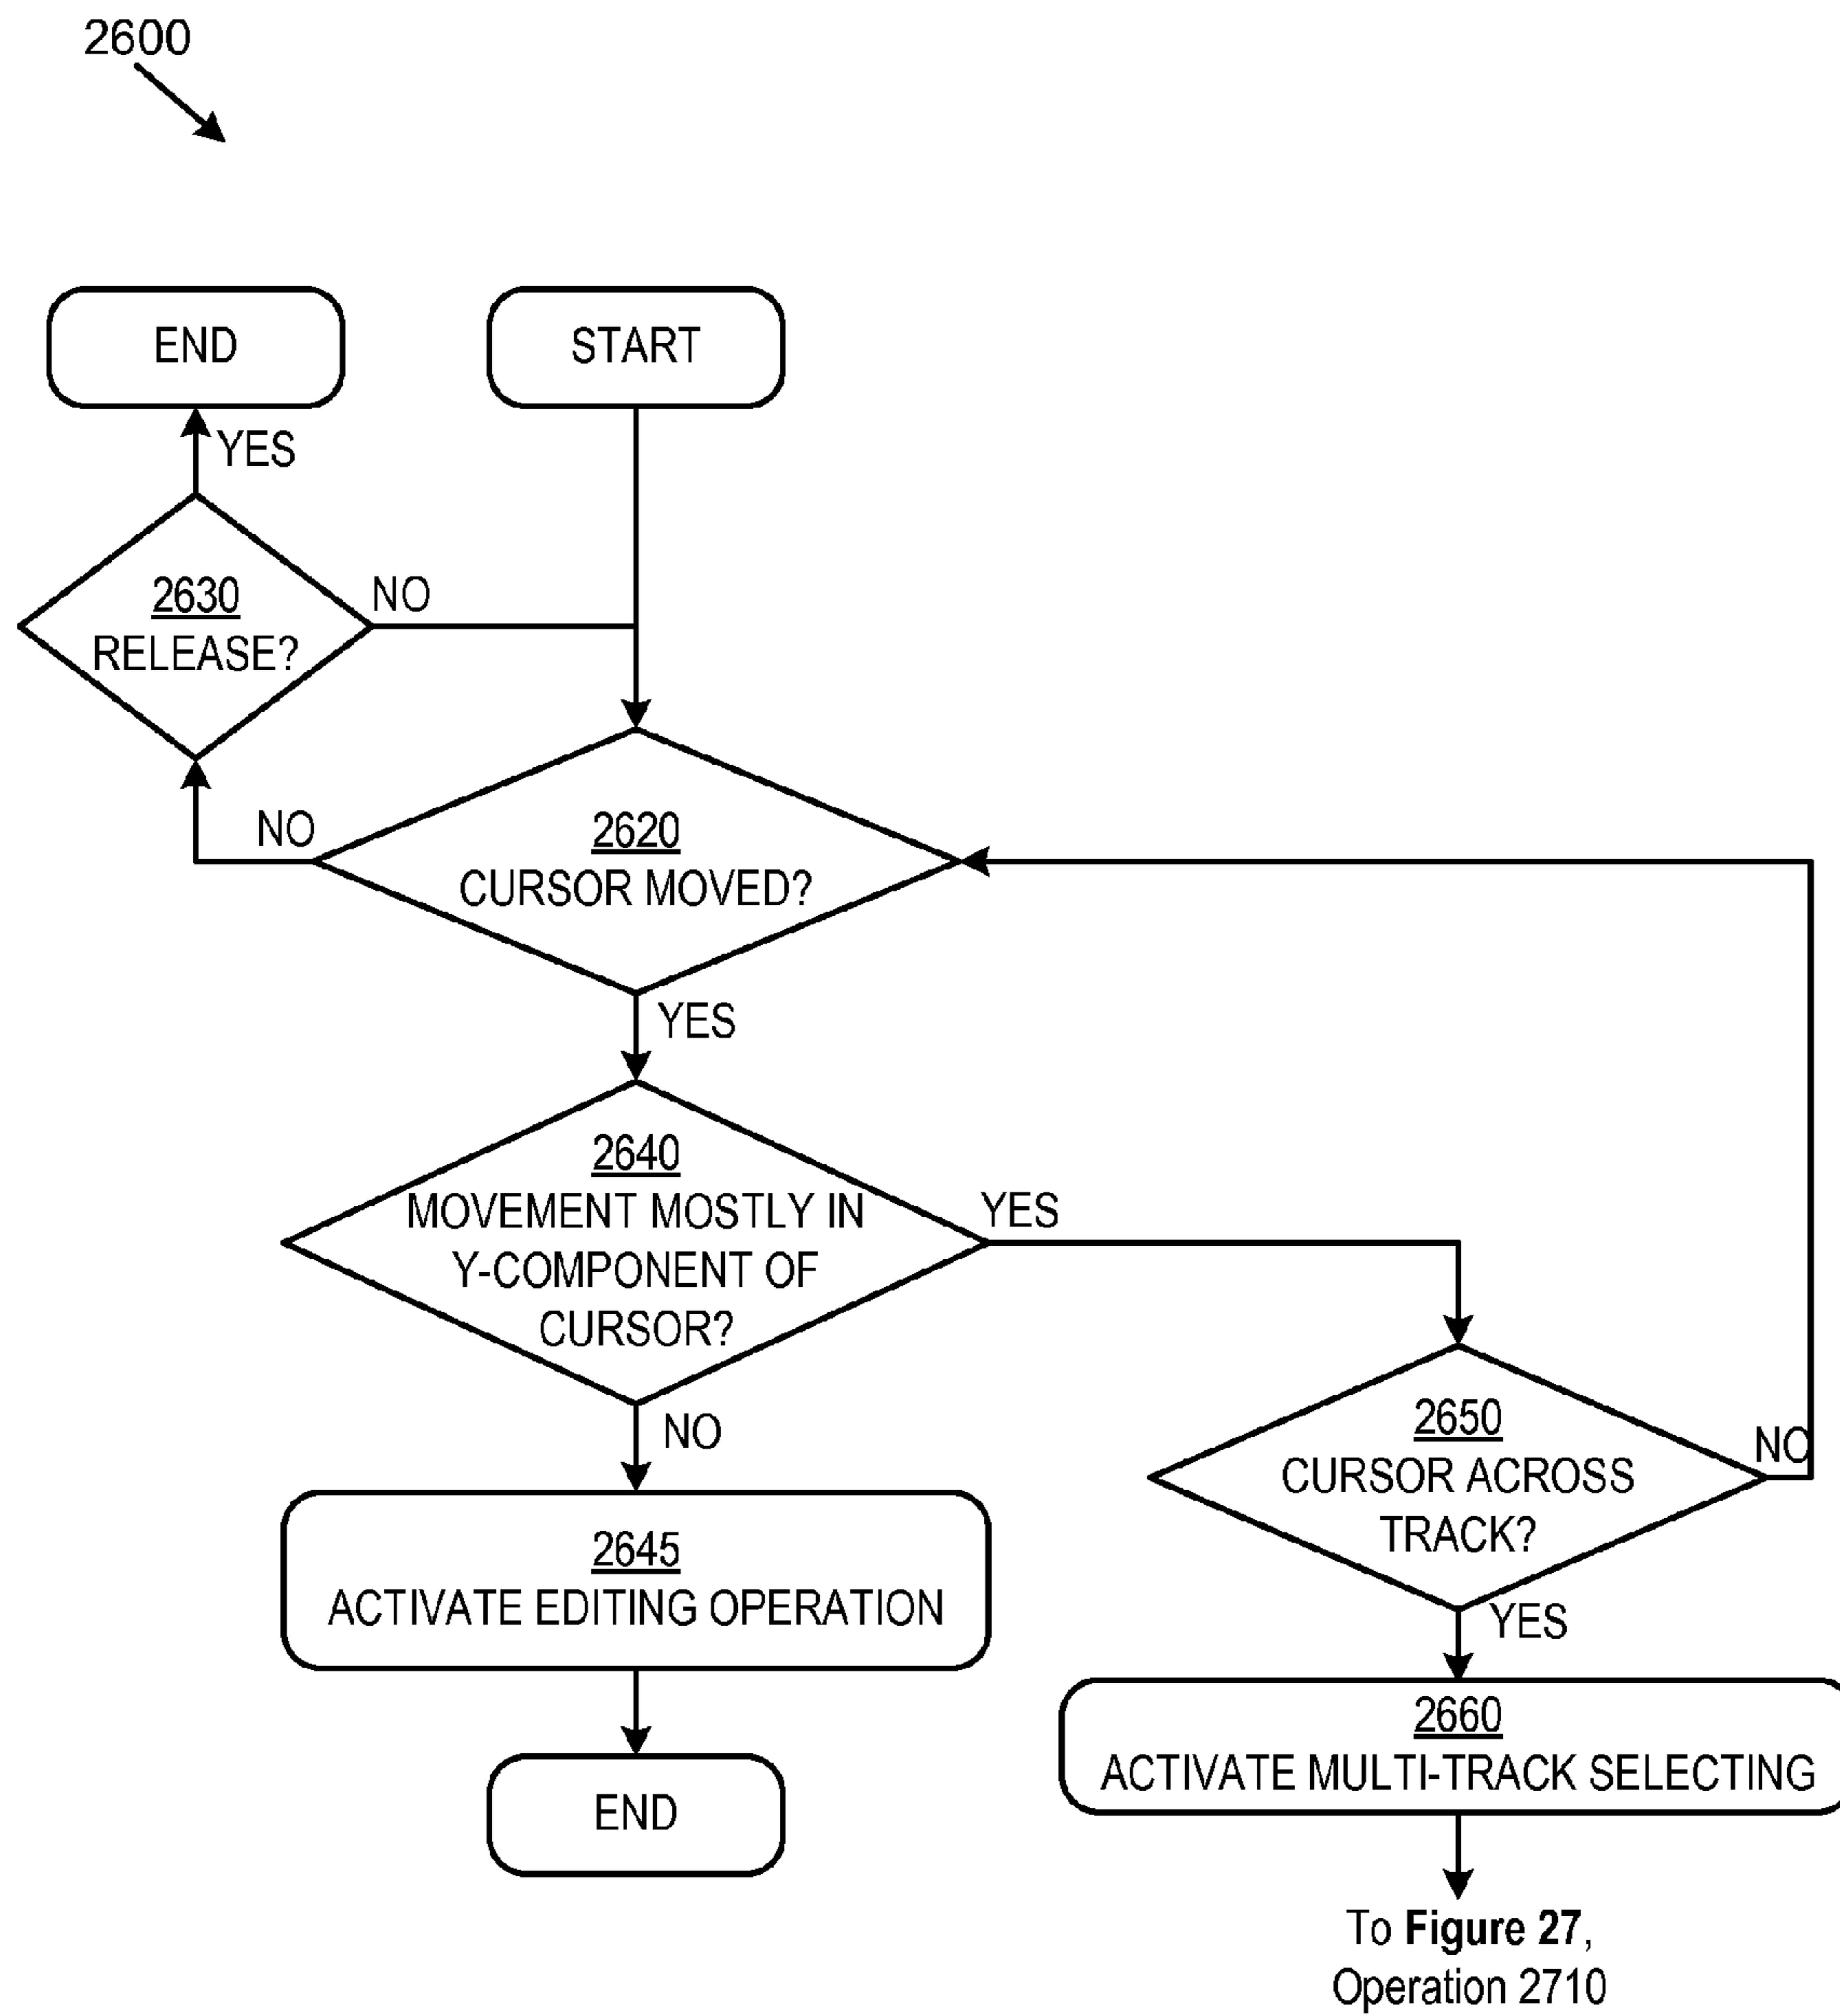 2600
END
START
YES
2630
RELEASE?
NO
NO
2620
CURSOR MOVED?
YES
2640
MOVEMENT MOSTLY IN
Y-COMPONENT OF
CURSOR?
YES
NO
2650
CURSOR ACROSS
TRACK?
NO
2645
ACTIVATE EDITING OPERATION
YES
2660
ACTIVATE MULTI-TRACK SELECTING
END
To Figure 27,
Operation 2710